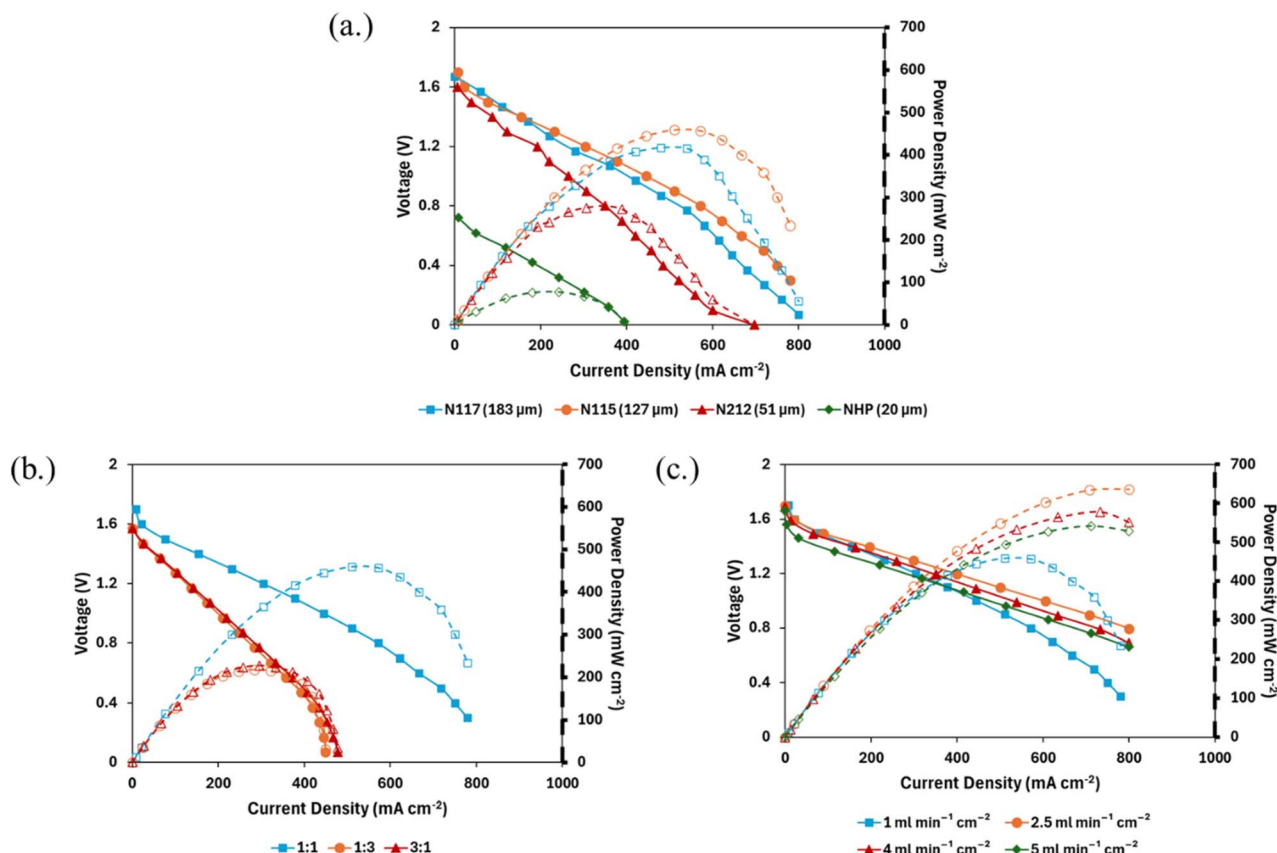 (a.)
2
1.6
1.2
0.8
0.4
0
Voltage (V)
700
600
500
400
300
200
100
0
Power Density (mW cm⁻²)
0 200 400 600 800 1000
Current Density (mA cm⁻²)
N117 (183 µm) N115 (127 µm) N212 (51 µm) NHP (20 µm)
(b.)
2
1.6
1.2
0.8
0.4
0
Voltage (V)
700
600
500
400
300
200
100
0
Power Density (mW cm⁻²)
0 200 400 600 800 1000
Current Density (mA cm⁻²)
1:1 1:3 3:1
(c.)
2
1.6
1.2
0.8
0.4
0
Voltage (V)
700
600
500
400
300
200
100
0
Power Density (mW cm⁻²)
0 200 400 600 800 1000
Current Density (mA cm⁻²)
1 ml min⁻¹ cm⁻² 2.5 ml min⁻¹ cm⁻²
4 ml min⁻¹ cm⁻² 5 ml min⁻¹ cm⁻²